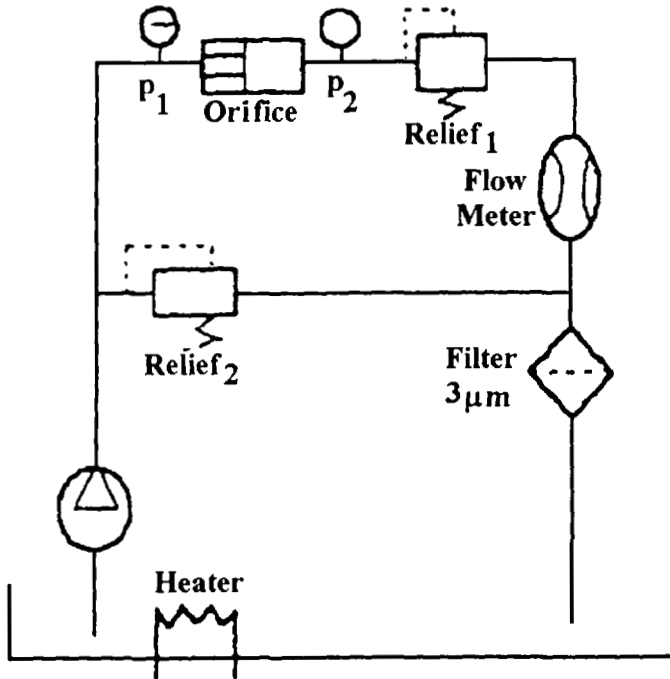 p1
Orifice
p2
Relief1
Flow
Meter
Relief2
Filter
3μm
Heater